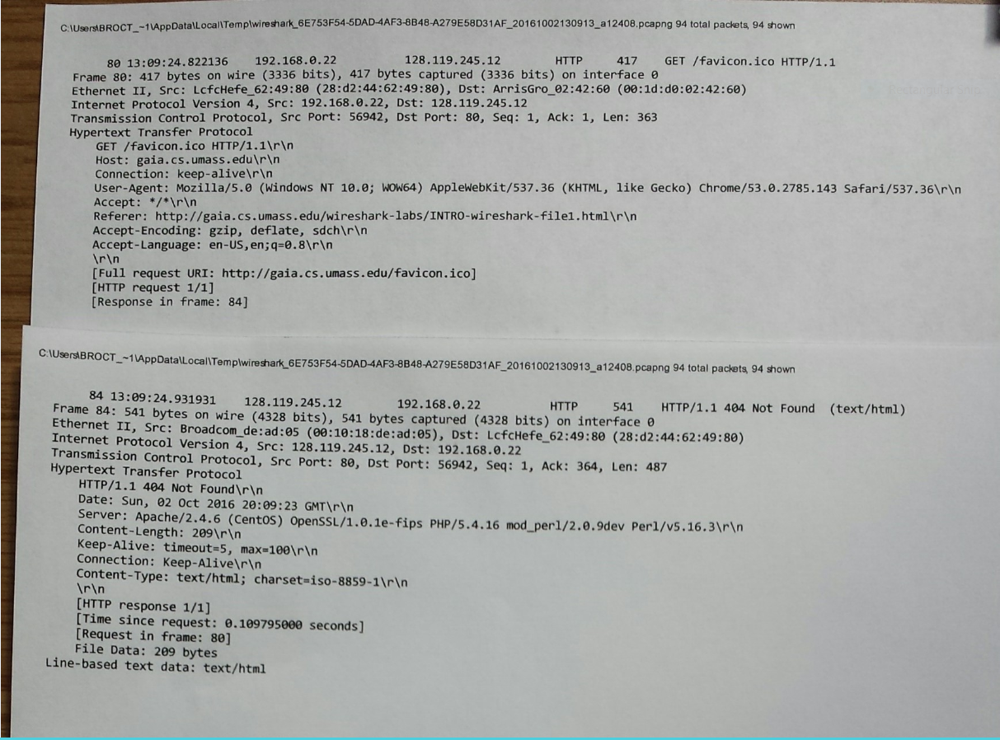 C:\Users\BROCT_~1\AppData\Local\Temp\wireshark_6E753F54-5DAD-4AF3-8B48-A279E58D31AF_20161002130913_a12408.pcapng 94 total packets, 94 shown
80 13:09:24.822136 192.168.0.22 128.119.245.12 HTTP 417 GET /favicon.ico HTTP/1.1
Frame 80: 417 bytes on wire (3336 bits), 417 bytes captured (3336 bits) on interface 0
Ethernet II, Src: LcfcHefe_62:49:80 (28:d2:44:62:49:80), Dst: ArrisGro_02:42:60 (00:1d:d0:02:42:60)
Internet Protocol Version 4, Src: 192.168.0.22, Dst: 128.119.245.12
Transmission Control Protocol, Src Port: 56942, Dst Port: 80, Seq: 1, Ack: 1, Len: 363
Hypertext Transfer Protocol
GET /favicon.ico HTTP/1.1\r\n
Host: gaia.cs.umass.edu\r\n
Connection: keep-alive\r\n
User-Agent: Mozilla/5.0 (Windows NT 10.0; WOW64) AppleWebKit/537.36 (KHTML, like Gecko) Chrome/53.0.2785.143 Safari/537.36\r\n
Accept: */*\r\n
Referer: http://gaia.cs.umass.edu/wireshark-labs/INTRO-wireshark-file1.html\r\n
Accept-Encoding: gzip, deflate, sdch\r\n
Accept-Language: en-US,en;q=0.8\r\n
\r\n
[Full request URI: http://gaia.cs.umass.edu/favicon.ico]
[HTTP request 1/1]
[Response in frame: 84]
C:\Users\BROCT_~1\AppData\Local\Temp\wireshark_6E753F54-5DAD-4AF3-8B48-A279E58D31AF_20161002130913_a12408.pcapng 94 total packets, 94 shown
84 13:09:24.931931 128.119.245.12 192.168.0.22 HTTP 541 HTTP/1.1 404 Not Found (text/html)
Frame 84: 541 bytes on wire (4328 bits), 541 bytes captured (4328 bits) on interface 0
Ethernet II, Src: Broadcom_de:ad:05 (00:10:18:de:ad:05), Dst: LcfcHefe_62:49:80 (28:d2:44:62:49:80)
Internet Protocol Version 4, Src: 128.119.245.12, Dst: 192.168.0.22
Transmission Control Protocol, Src Port: 80, Dst Port: 56942, Seq: 1, Ack: 364, Len: 487
Hypertext Transfer Protocol
HTTP/1.1 404 Not Found\r\n
Date: Sun, 02 Oct 2016 20:09:23 GMT\r\n
Server: Apache/2.4.6 (CentOS) OpenSSL/1.0.1e-fips PHP/5.4.16 mod_perl/2.0.9dev Perl/v5.16.3\r\n
Content-Length: 209\r\n
Keep-Alive: timeout=5, max=100\r\n
Connection: Keep-Alive\r\n
Content-Type: text/html; charset=iso-8859-1\r\n
\r\n
[HTTP response 1/1]
[Time since request: 0.109795000 seconds]
[Request in frame: 80]
File Data: 209 bytes
Line-based text data: text/html